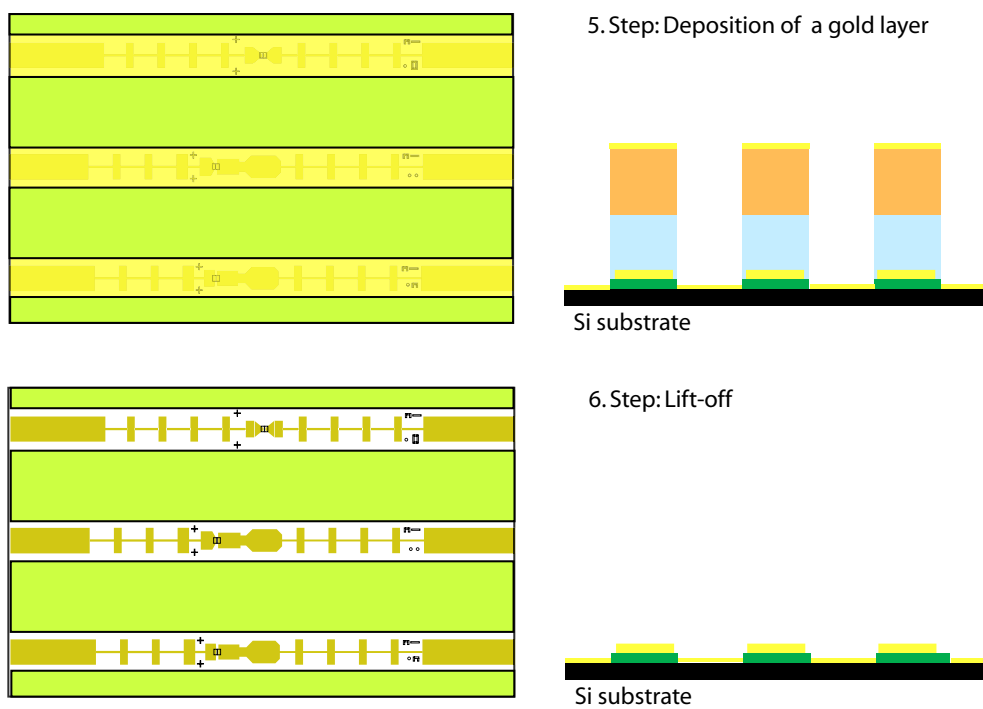 5. Step: Deposition of a gold layer
Si substrate
6. Step: Lift-off
Si substrate